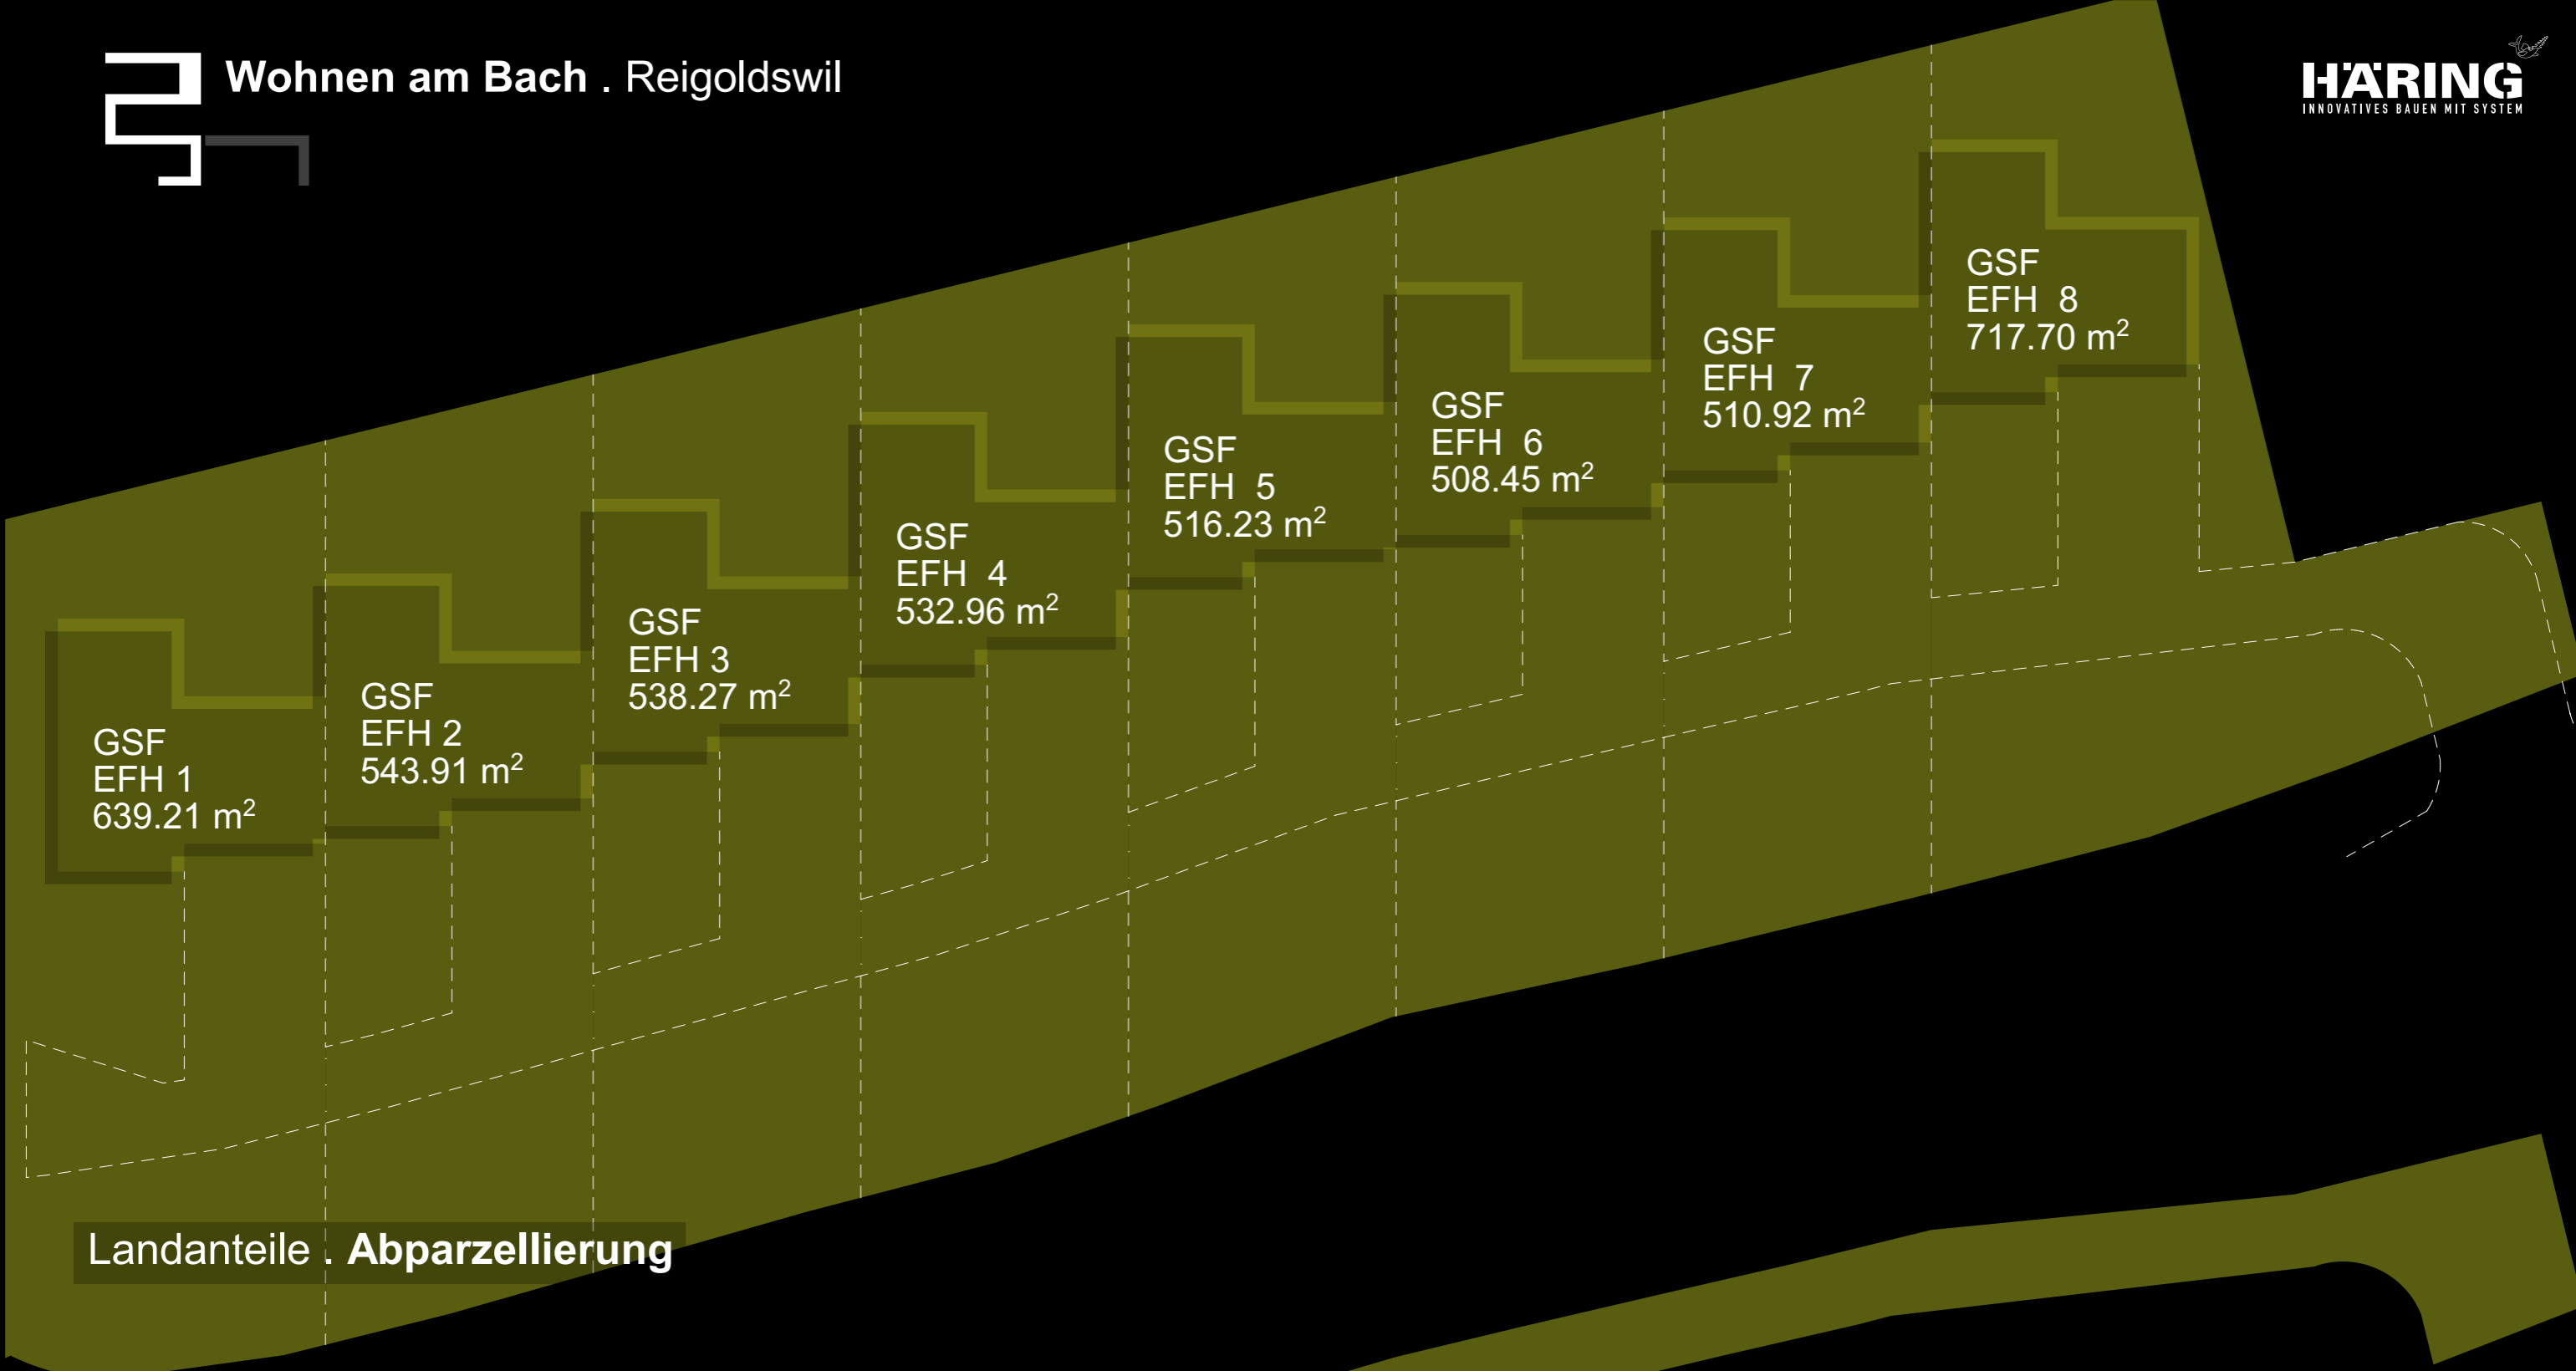 Wohnen am Bach . Reigoldswil
HÄRING
INNOVATIVES BAUEN MIT SYSTEM
GSF
EFH 1
639.21 m²
GSF
EFH 2
543.91 m²
GSF
EFH 3
538.27 m²
GSF
EFH 4
532.96 m²
GSF
EFH 5
516.23 m²
GSF
EFH 6
508.45 m²
GSF
EFH 7
510.92 m²
GSF
EFH 8
717.70 m²
Landanteile . Abparzellierung